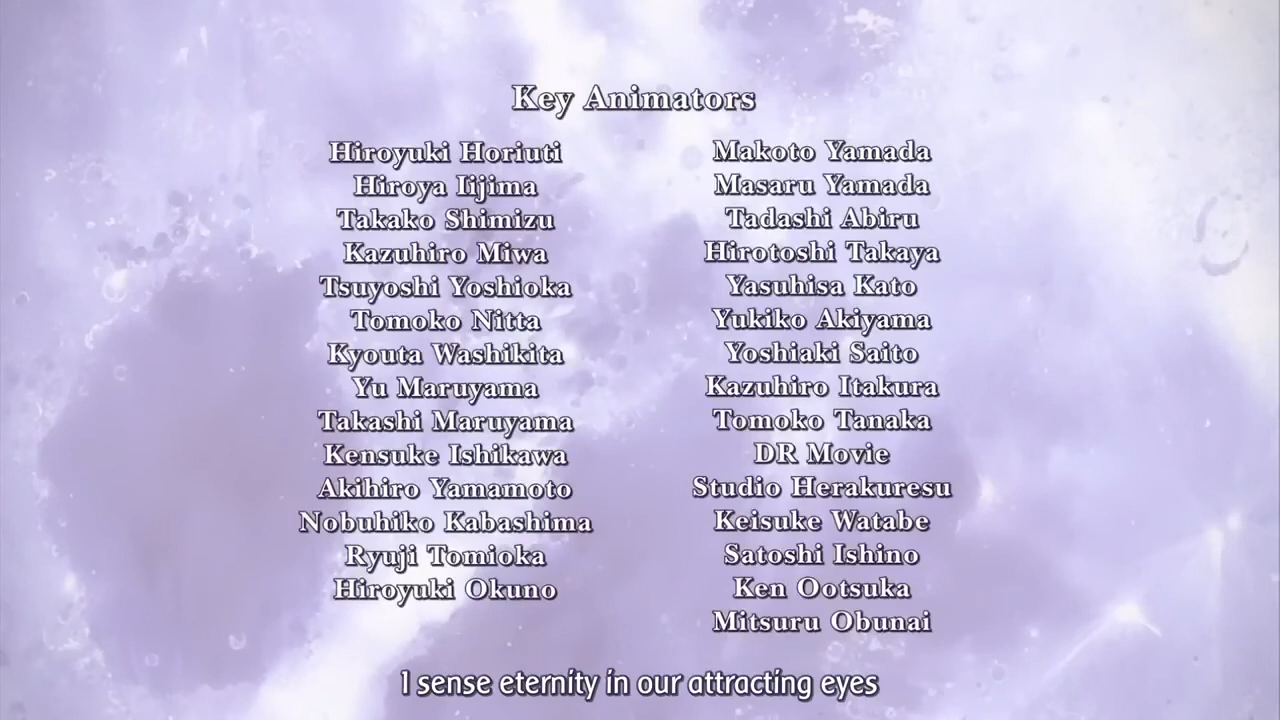 Key Animators
Hiroyuki Horiuti
Hiroya Iijima
Takako Shimizu
Kazuhiro Miwa
Tsuyoshi Yoshioka
Tomoko Nitta
Kyouta Washikita
Yu Maruyama
Takashi Maruyama
Kensuke Ishikawa
Akihiro Yamamoto
Nobuhiko Kabashima
Ryuji Tomioka
Hiroyuki Okuno
Makoto Yamada
Masaru Yamada
Tadashi Abiru
Hirotoshi Takaya
Yasuhisa Kato
Yukiko Akiyama
Yoshiaki Saito
Kazuhiro Itakura
Tomoko Tanaka
DR Movie
Studio Herakuresu
Keisuke Watabe
Satoshi Ishino
Ken Ootsuka
Mitsuru Obunai
I sense eternity in our attracting eyes